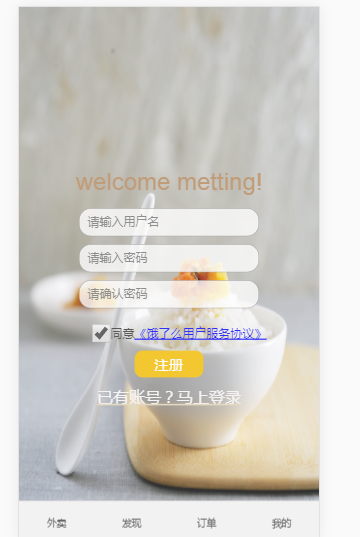 welcome metting!
请输入用户名
请输入密码
请确认密码
同意《饿了么用户服务协议》
注册
已有账号？马上登录
外卖 发现 订单 我的